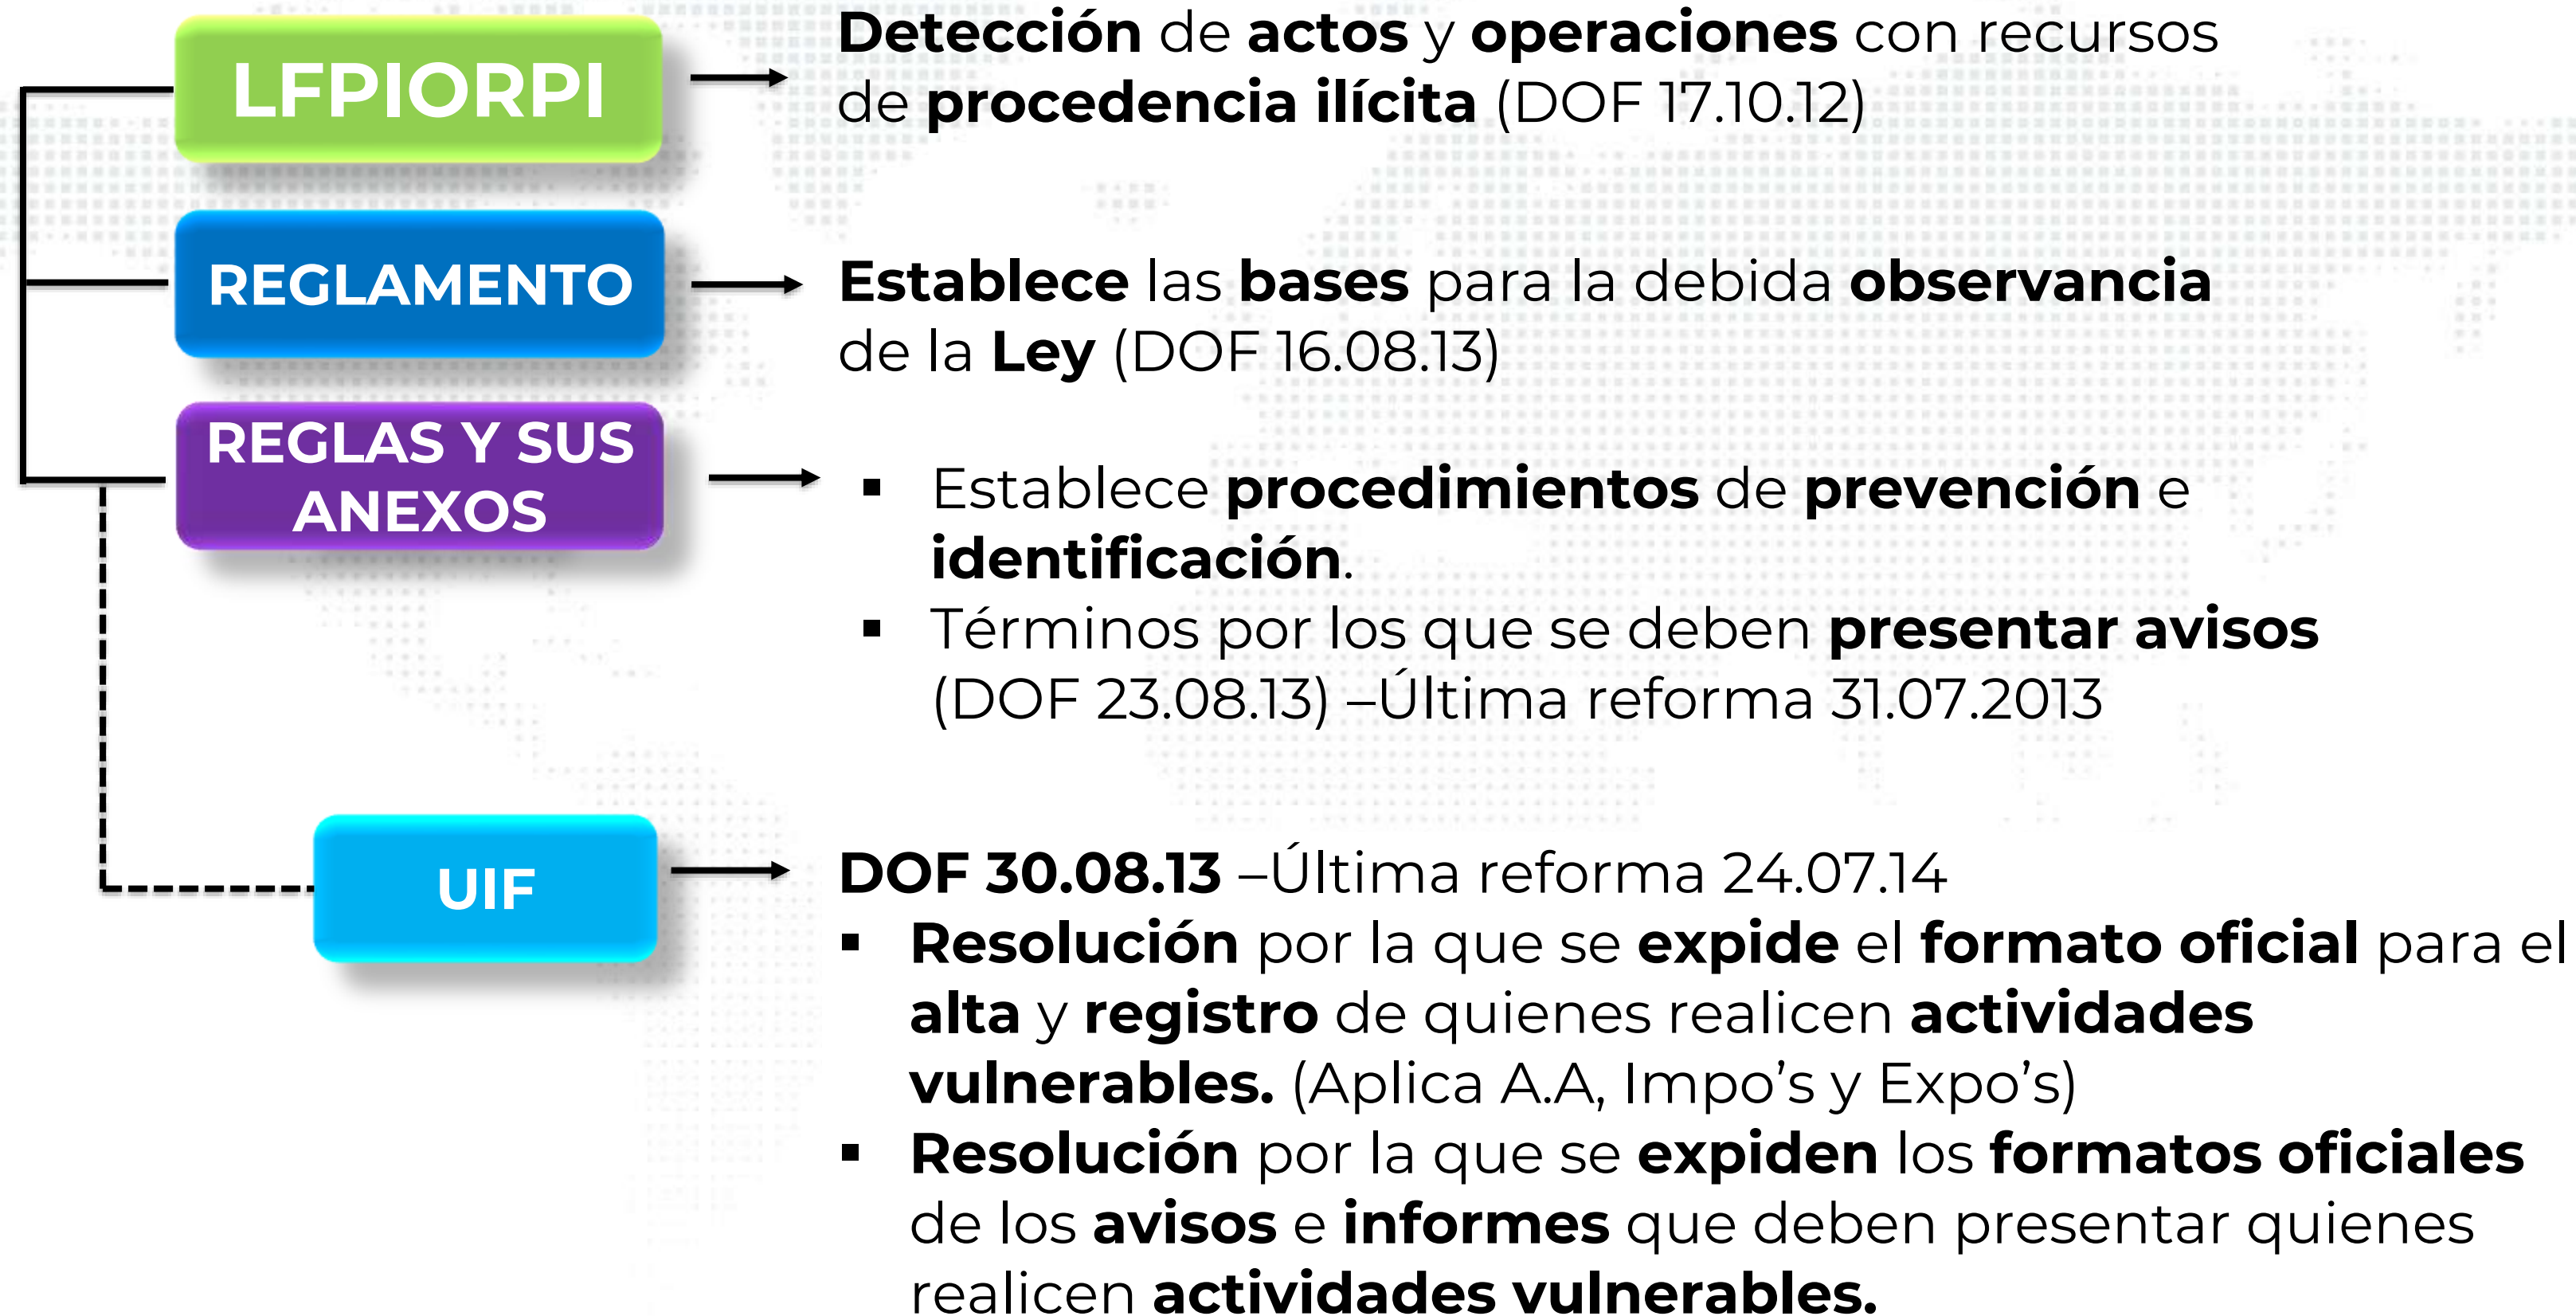 LFPIORPI
Detección de actos y operaciones con recursos
de procedencia ilícita (DOF 17.10.12)
REGLAMENTO
Establece las bases para la debida observancia
de la Ley (DOF 16.08.13)
REGLAS Y SUS
ANEXOS
▪ Establece procedimientos de prevención e
identificación.
▪ Términos por los que se deben presentar avisos
(DOF 23.08.13) –Última reforma 31.07.2013
UIF
DOF 30.08.13 –Última reforma 24.07.14
▪ Resolución por la que se expide el formato oficial para el
alta y registro de quienes realicen actividades
vulnerables. (Aplica A.A, Impo’s y Expo’s)
▪ Resolución por la que se expiden los formatos oficiales
de los avisos e informes que deben presentar quienes
realicen actividades vulnerables.